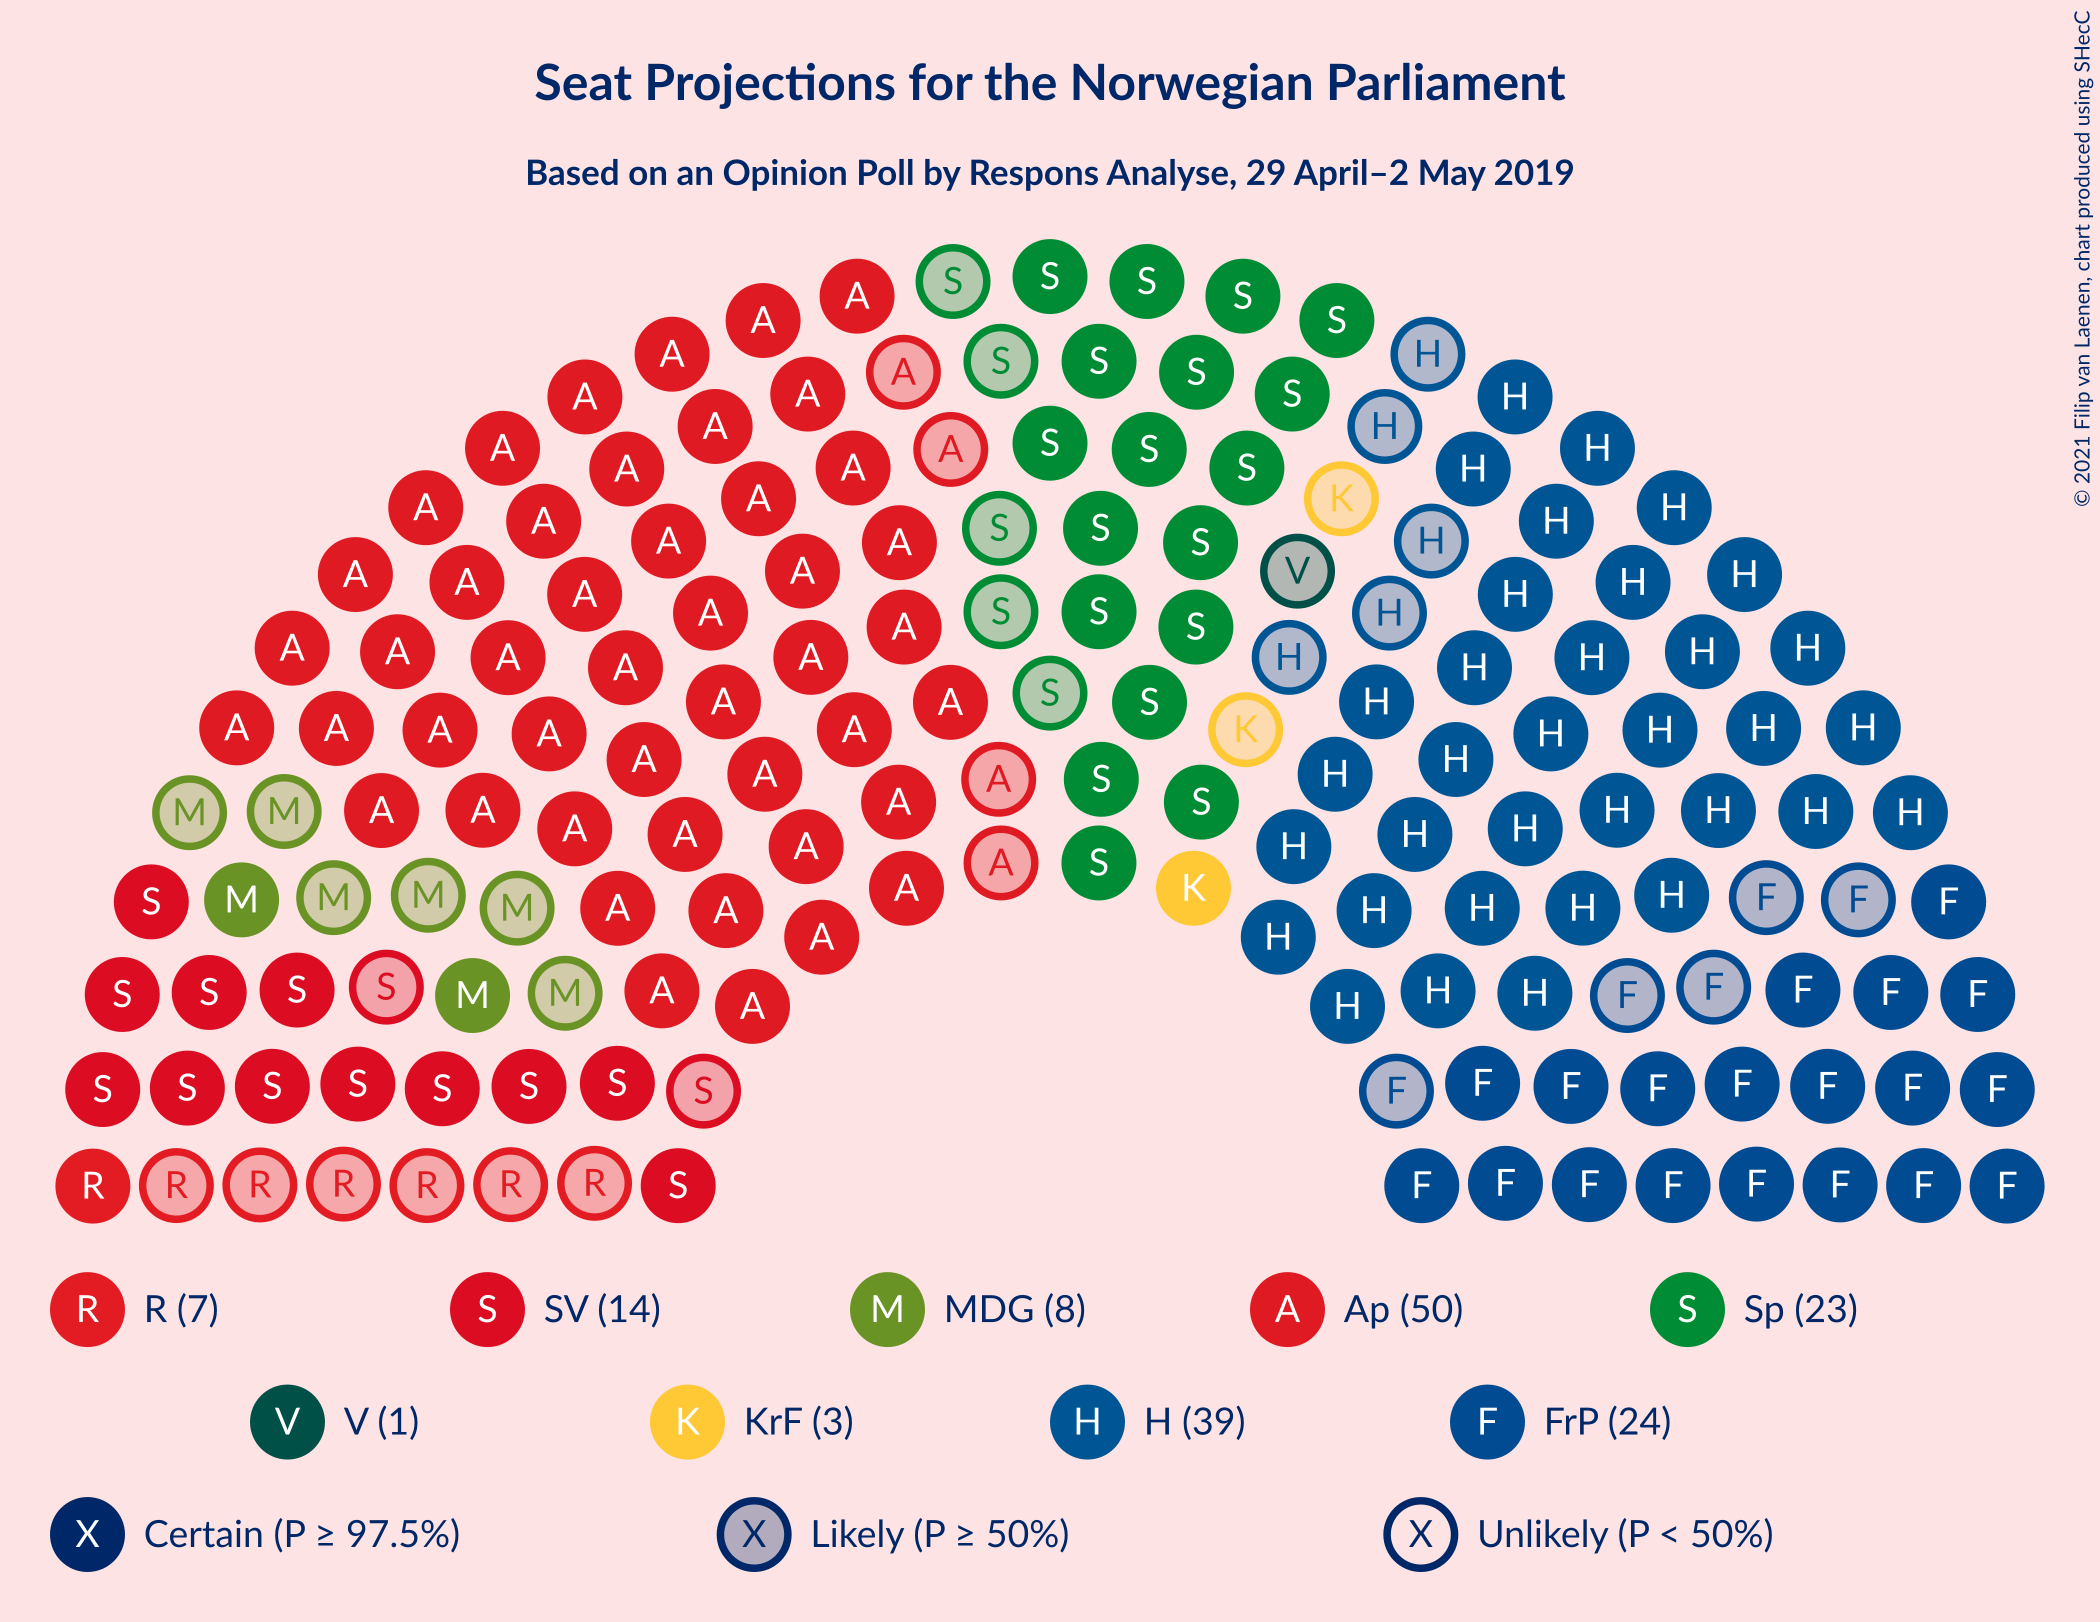 Seat Projections for the Norwegian Parliament
Based on an Opinion Poll by Respons Analyse, 29 April–2 May 2019
© 2021 Filip van Laenen, chart produced using SHecC
S S S S S
A A A A A A A A A A A
H H H H H H H H
M A A A A A A A A A S S S S H H H H H H H H
M A A A A A A A A S S S K H H H H H H
S M M A A A A A A S S S V H H H H H F F F
M M A A A A A A S S S H H H H H H
S S S S M M A A A A A S S K H H H H H F F F F F
A A A A A S S H H H H
A A A S K H H H
S S S S S S S S F F F F F F F F
R R R R R R R S F F F F F F F F
R R (7) S SV (14) M MDG (8) A Ap (50) S Sp (23)
V V (1) K KrF (3) H H (39) F FrP (24)
X Certain (P ≥ 97.5%) X Likely (P ≥ 50%) X Unlikely (P < 50%)